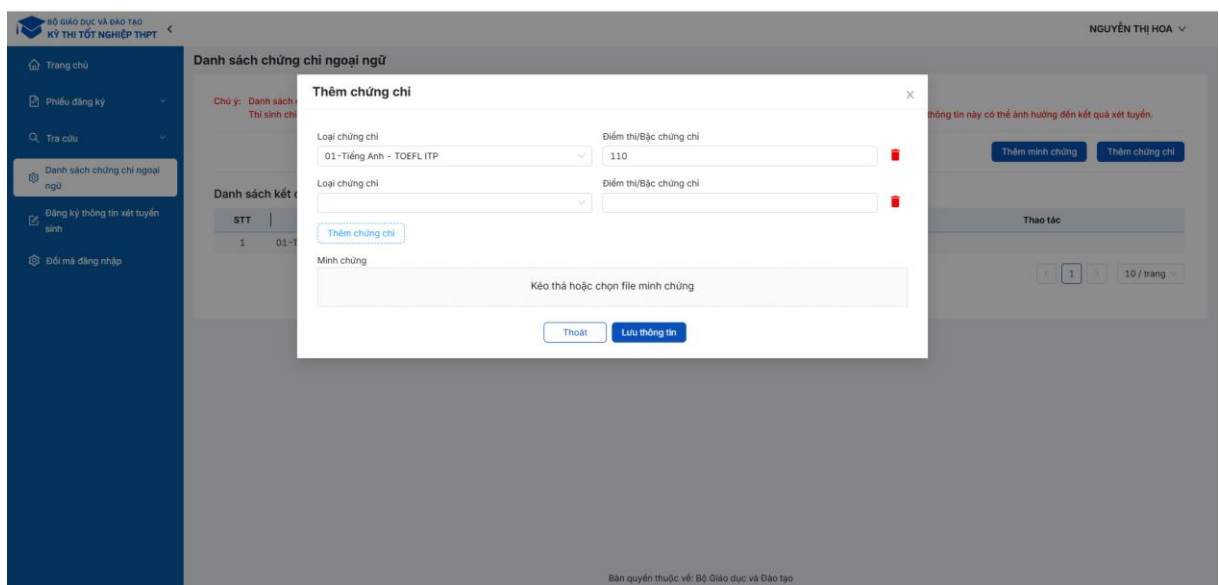 BỘ GIÁO DỤC VÀ ĐÀO TẠO
KỲ THI TỐT NGHIỆP THPT
NGUYỄN THỊ HOA
Trang chủ
Phiếu đăng ký
Tra cứu
Danh sách chứng chỉ ngoại
ngữ
Đăng ký thông tin xét tuyển
sinh
Đổi mã đăng nhập
Danh sách chứng chỉ ngoại ngữ
Chú ý: Danh sách
Thí sinh chỉ
thông tin này có thể ảnh hưởng đến kết quả xét tuyển.
Thêm minh chứng
Thêm chứng chỉ
Danh sách kết
STT
Thao tác
1
01-T
1
10 / trang
Thêm chứng chỉ
Loại chứng chỉ
Điểm thi/Bậc chứng chỉ
01-Tiếng Anh - TOEFL ITP
110
Loại chứng chỉ
Điểm thi/Bậc chứng chỉ
Thêm chứng chỉ
Minh chứng
Kéo thả hoặc chọn file minh chứng
Thoát
Lưu thông tin
Bản quyền thuộc về: Bộ Giáo dục và Đào tạo